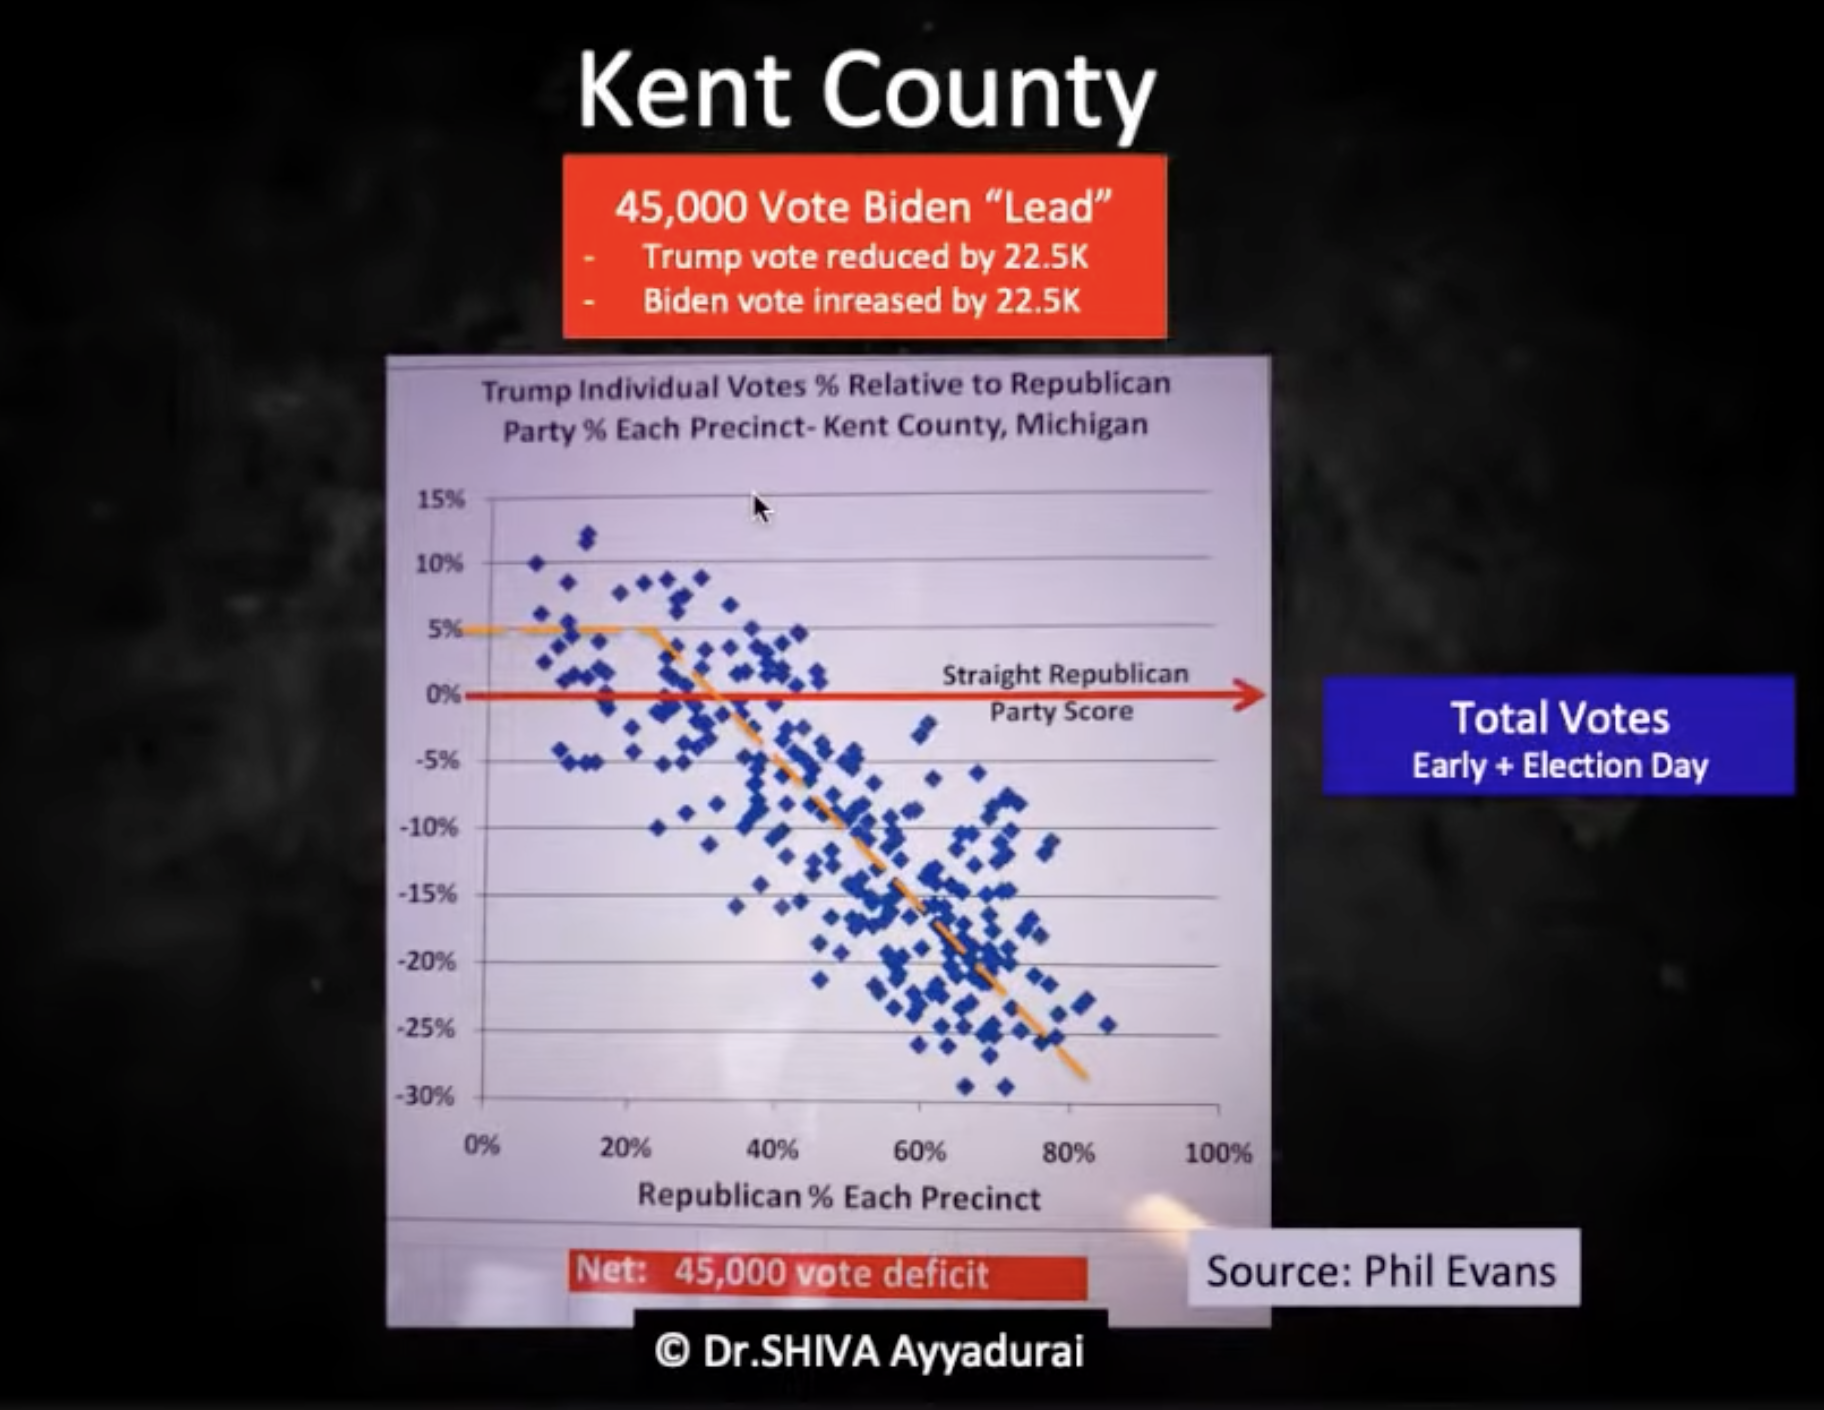 Kent County
45,000 Vote Biden “Lead”
- Trump vote reduced by 22.5K
- Biden vote inreased by 22.5K
Trump Individual Votes % Relative to Republican
Party % Each Precinct- Kent County, Michigan
15%
10%
5%
0%
-5%
-10%
-15%
-20%
-25%
-30%
Straight Republican
Party Score
Total Votes
Early + Election Day
0% 20% 40% 60% 80% 100%
Republican % Each Precinct
Net: 45,000 vote deficit
Source: Phil Evans
© Dr.SHIVA Ayyadurai